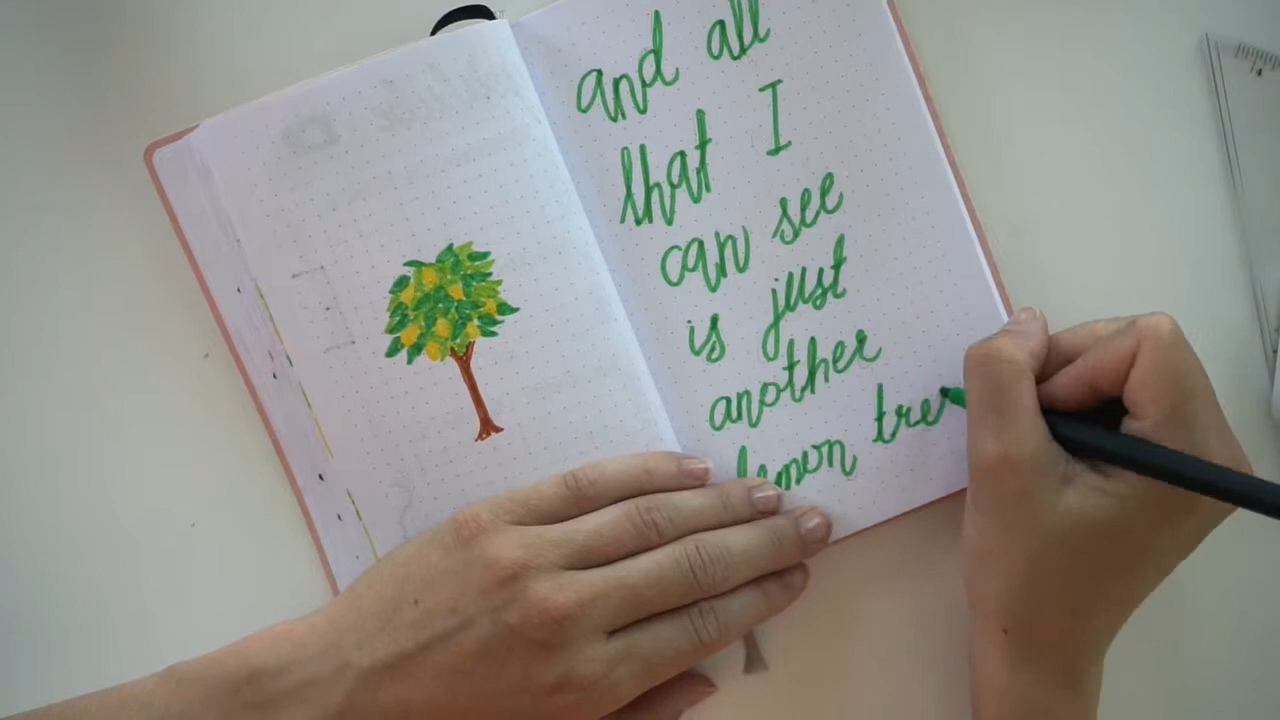 and all
that I
can see
is just
another
lemon tre